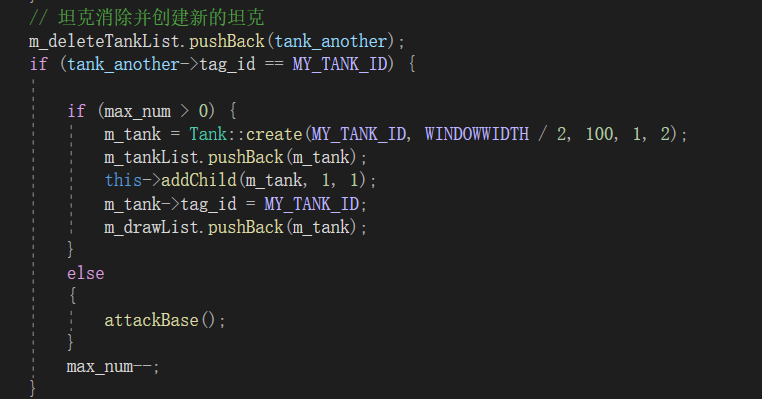 // 坦克消除并创建新的坦克
m_deleteTankList.pushBack(tank_another);
if (tank_another->tag_id == MY_TANK_ID) {
if (max_num > 0) {
m_tank = Tank::create(MY_TANK_ID, WINDOWWIDTH / 2, 100, 1, 2);
m_tankList.pushBack(m_tank);
this->addChild(m_tank, 1, 1);
m_tank->tag_id = MY_TANK_ID;
m_drawList.pushBack(m_tank);
}
else
{
attackBase();
}
max_num--;
}